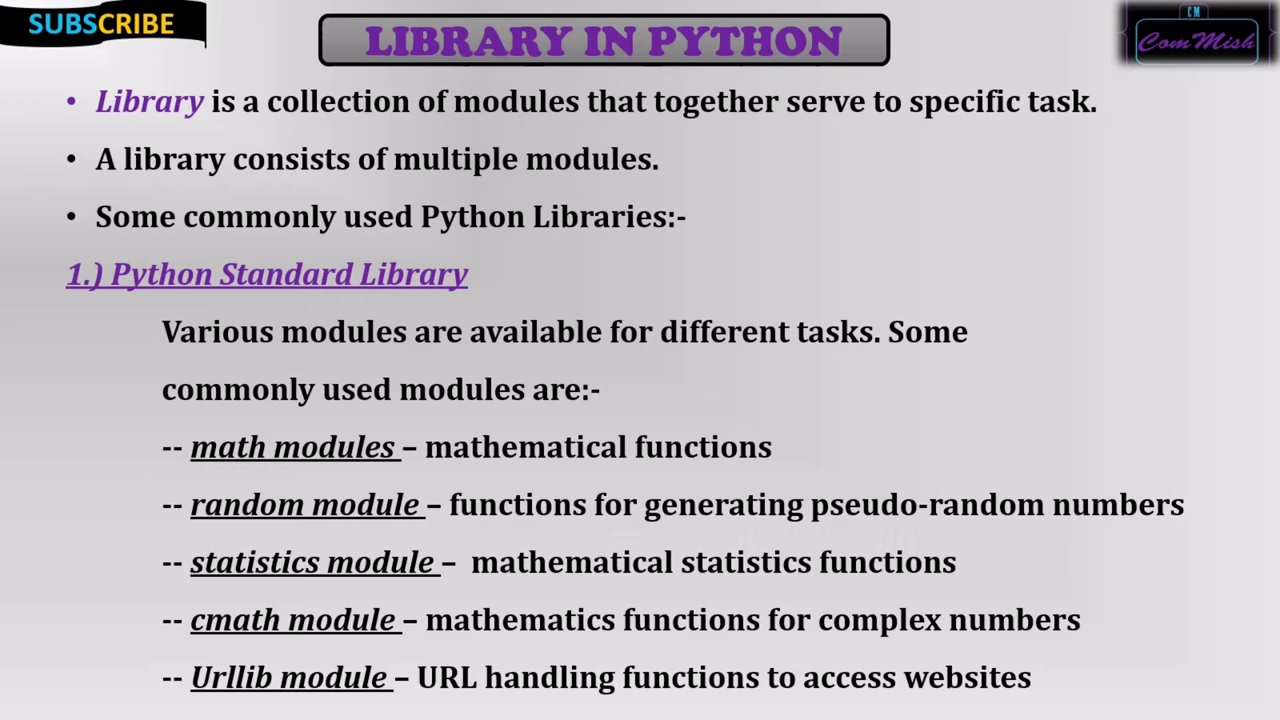 SUBSCRIBE
LIBRARY IN PYTHON
CM
ComMish
• Library is a collection of modules that together serve to specific task.
• A library consists of multiple modules.
• Some commonly used Python Libraries:-
1.) Python Standard Library
Various modules are available for different tasks. Some
commonly used modules are:-
-- math modules – mathematical functions
-- random module – functions for generating pseudo-random numbers
-- statistics module – mathematical statistics functions
-- cmath module – mathematics functions for complex numbers
-- Urllib module – URL handling functions to access websites